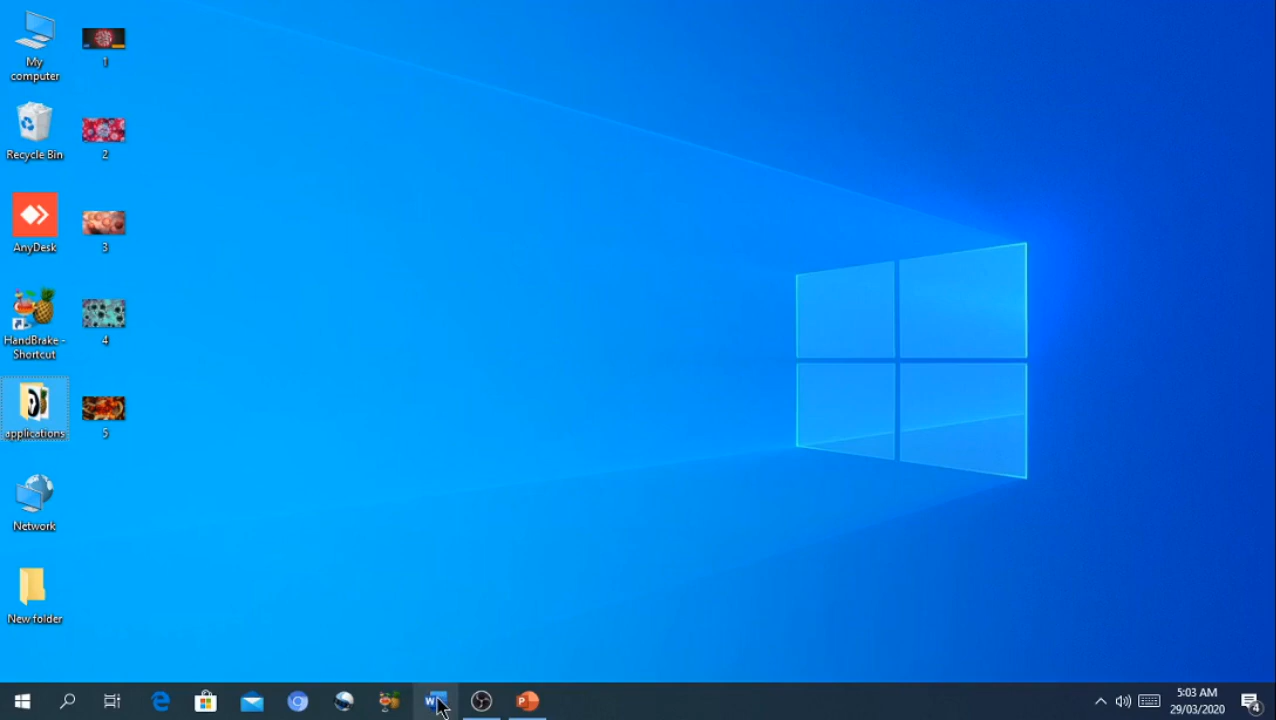 My
computer
1
Recycle Bin
2
AnyDesk
3
HandBrake -
Shortcut
4
applications
5
Network
New folder
W
P
5:03 AM
29/03/2020
4